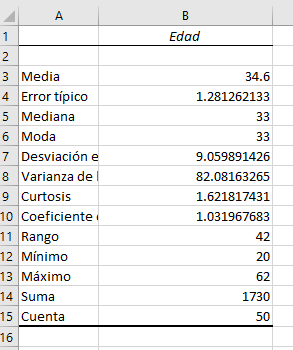 A B
1 Edad
2
3 Media 34.6
4 Error típico 1.281262133
5 Mediana 33
6 Moda 33
7 Desviación e 9.059891426
8 Varianza de l 82.08163265
9 Curtosis 1.621817431
10 Coeficiente 1.031967683
11 Rango 42
12 Mínimo 20
13 Máximo 62
14 Suma 1730
15 Cuenta 50
16